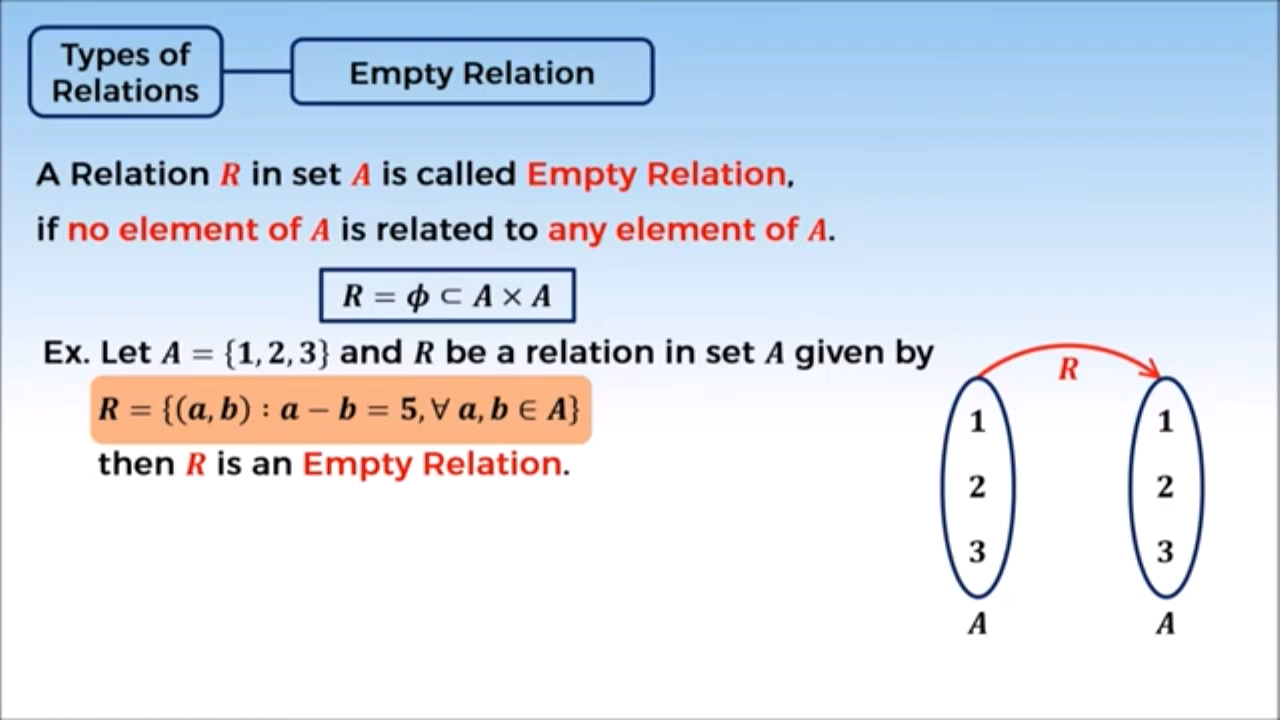 Types of
Relations
Empty Relation
A Relation R in set A is called Empty Relation,
if no element of A is related to any element of A.
R = ϕ ⊂ A × A
Ex. Let A = {1, 2, 3} and R be a relation in set A given by
R = {(a, b) : a − b = 5, ∀ a, b ∈ A}
then R is an Empty Relation.
R
1 1
2 2
3 3
A A